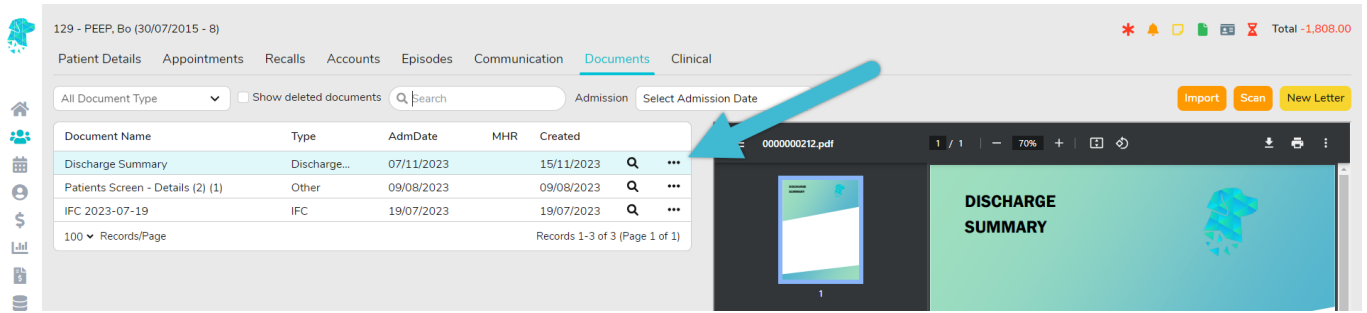 129 - PEEP, Bo (30/07/2015 - 8)
Total -1,808.00
Patient Details Appointments Recalls Accounts Episodes Communication Documents Clinical
All Document Type Show deleted documents Search Admission Select Admission Date Import Scan New Letter
Document Name Type AdmDate MHR Created
Discharge Summary Discharge... 07/11/2023 15/11/2023
Patients Screen - Details (2) (1) Other 09/08/2023 09/08/2023
IFC 2023-07-19 IFC 19/07/2023 19/07/2023
100 Records/Page Records 1-3 of 3 (Page 1 of 1)
0000000212.pdf 1 / 1 70%
DISCHARGE
SUMMARY
1
DISCHARGE
SUMMARY